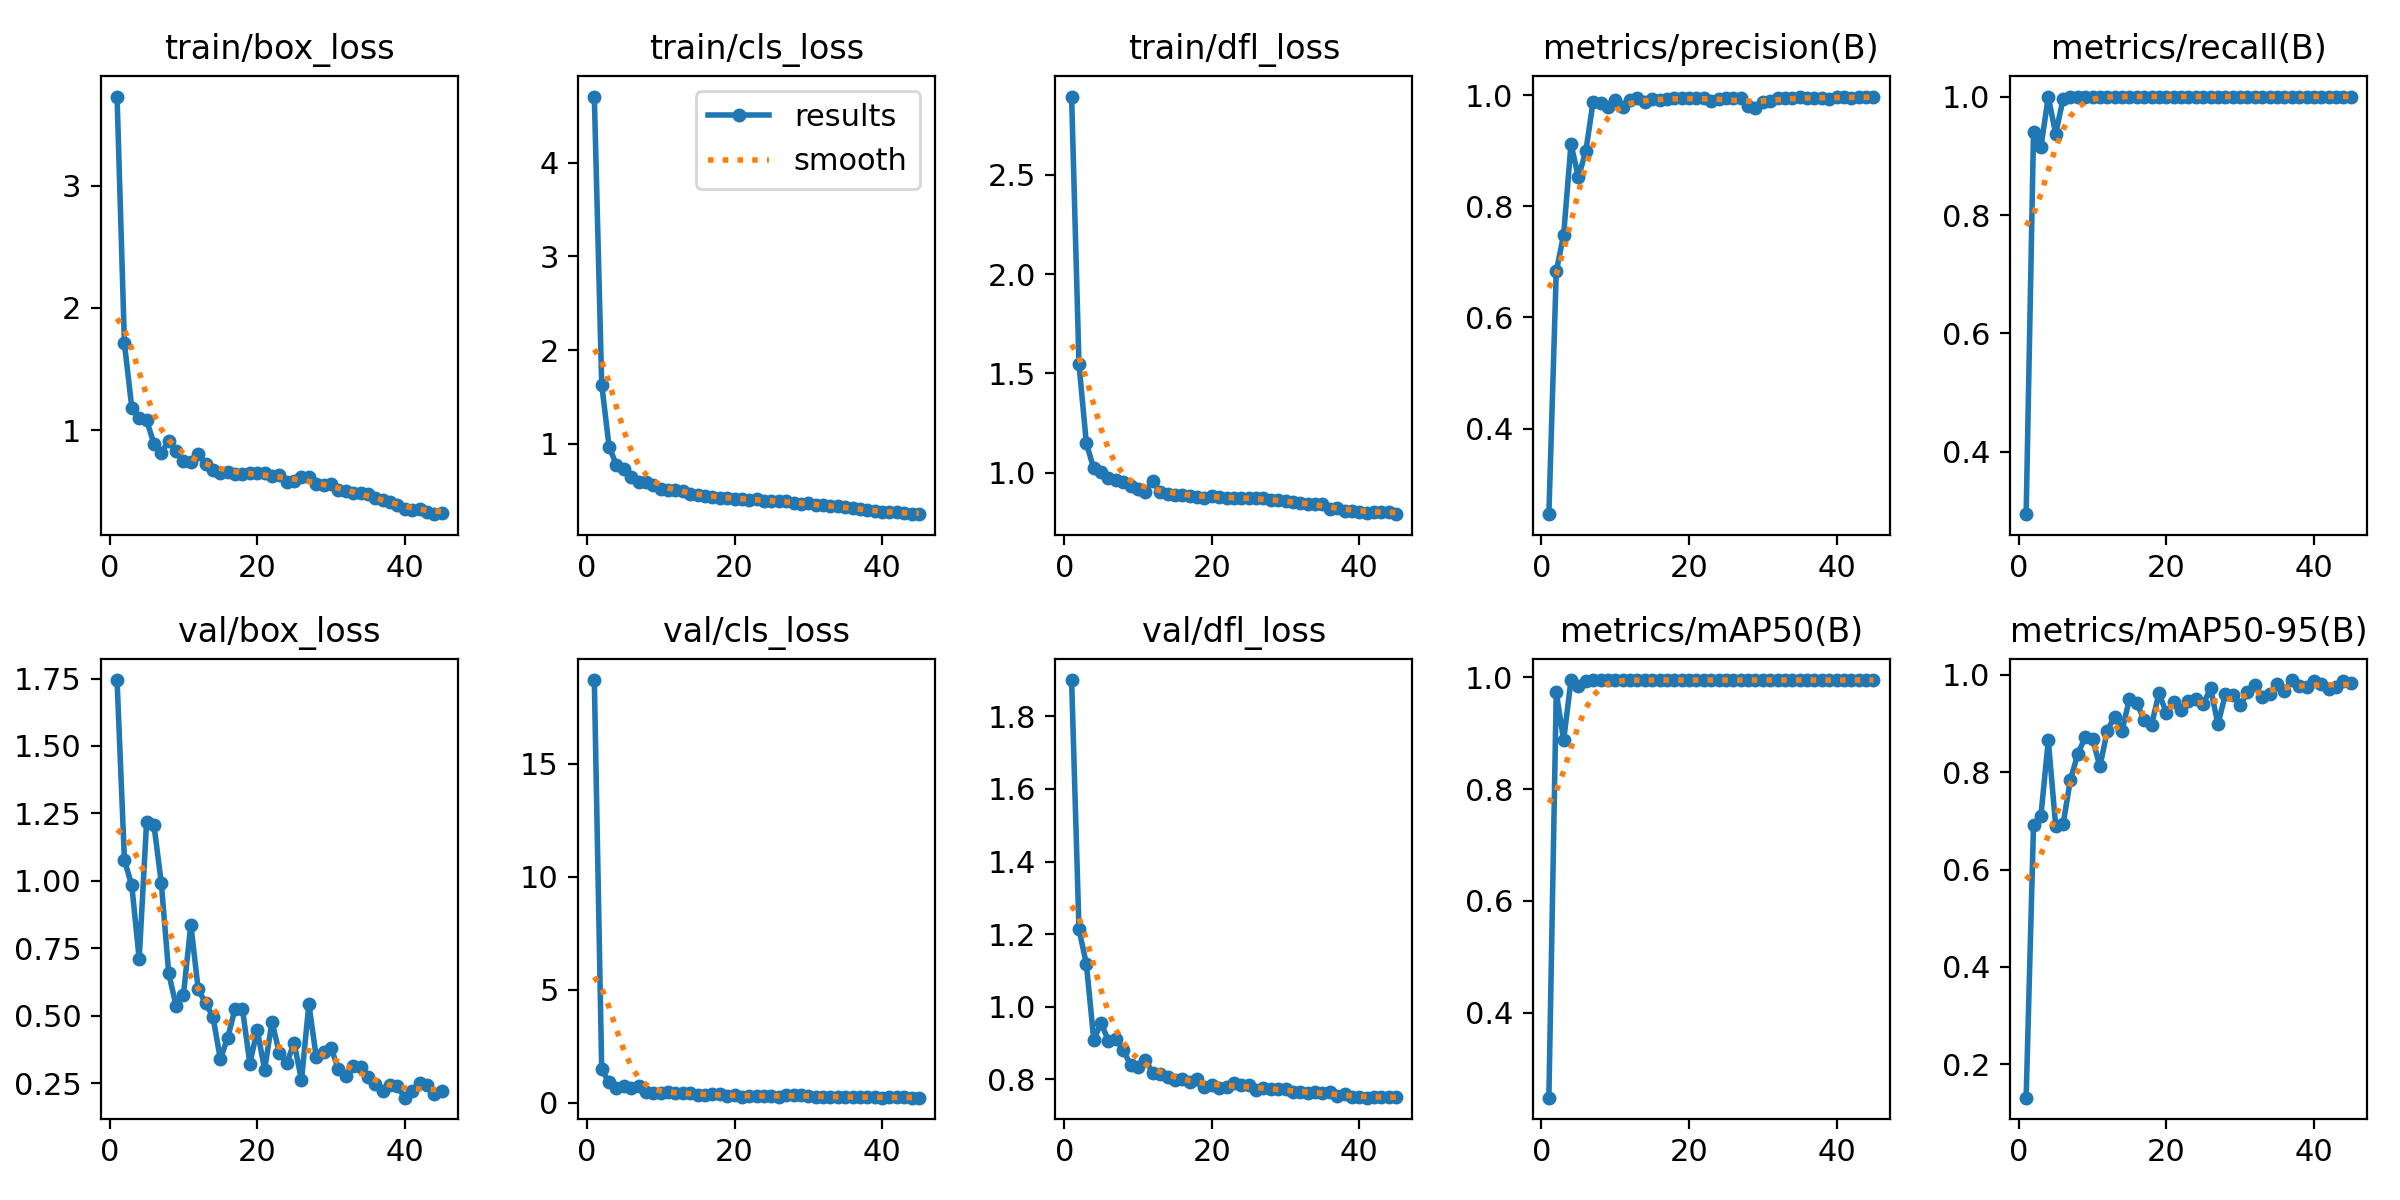 train/box_loss
3
2
1
0 20 40
train/cls_loss
results
smooth
4
3
2
1
0 20 40
train/dfl_loss
2.5
2.0
1.5
1.0
0 20 40
metrics/precision(B)
1.0
0.8
0.6
0.4
0 20 40
metrics/recall(B)
1.0
0.8
0.6
0.4
0 20 40
val/box_loss
1.75
1.50
1.25
1.00
0.75
0.50
0.25
0 20 40
val/cls_loss
15
10
5
0
0 20 40
val/dfl_loss
1.8
1.6
1.4
1.2
1.0
0.8
0 20 40
metrics/mAP50(B)
1.0
0.8
0.6
0.4
0 20 40
metrics/mAP50-95(B)
1.0
0.8
0.6
0.4
0.2
0 20 40